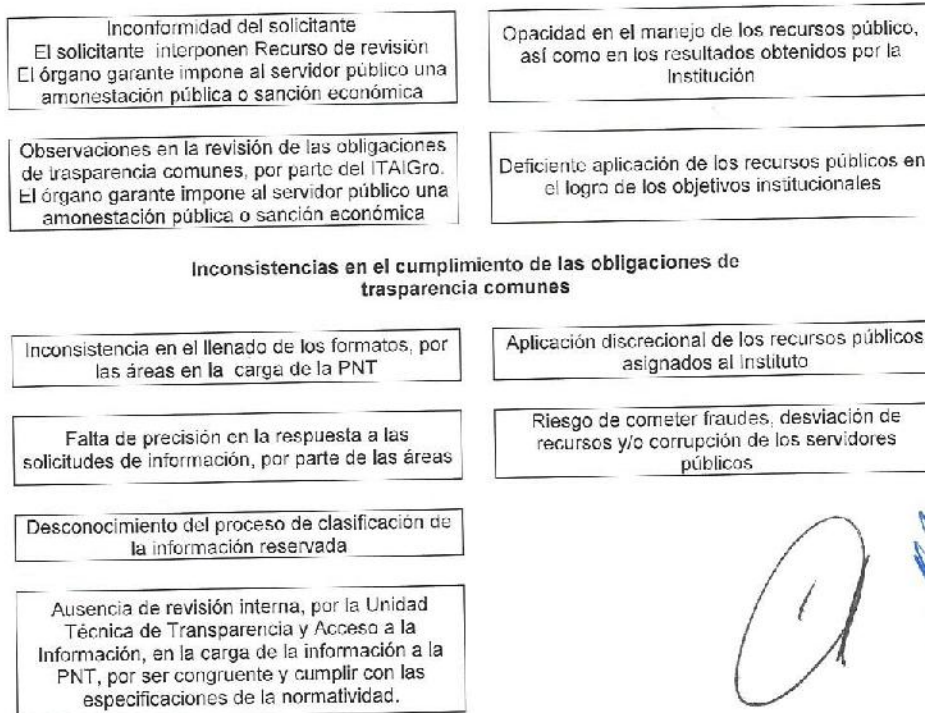 Inconformidad del solicitante
El solicitante interponen Recurso de revisión
El órgano garante impone al servidor público una
amonestación pública o sanción económica
Opacidad en el manejo de los recursos público,
así como en los resultados obtenidos por la
Institución
Observaciones en la revisión de las obligaciones
de trasparencia comunes, por parte del ITAIGro.
El órgano garante impone al servidor público una
amonestación pública o sanción económica
Deficiente aplicación de los recursos públicos en
el logro de los objetivos institucionales
Inconsistencias en el cumplimiento de las obligaciones de
trasparencia comunes
Inconsistencia en el llenado de los formatos, por
las áreas en la carga de la PNT
Aplicación discrecional de los recursos públicos
asignados al Instituto
Falta de precisión en la respuesta a las
solicitudes de información, por parte de las áreas
Riesgo de cometer fraudes, desviación de
recursos y/o corrupción de los servidores
públicos
Desconocimiento del proceso de clasificación de
la información reservada
Ausencia de revisión interna, por la Unidad
Técnica de Transparencia y Acceso a la
Información, en la carga de la información a la
PNT, por ser congruente y cumplir con las
especificaciones de la normatividad.